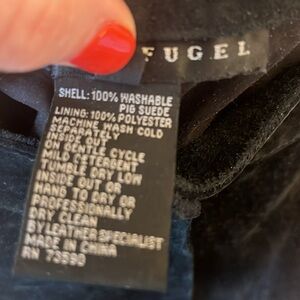 FUGEL
SHELL: 100% WASHABLE
PIG SUEDE
LINING: 100% POLYESTER
MACHINE WASH COLD
SEPARATELY
INSIDE OUT
ON GENTLE CYCLE
MILD DETERGENT
TUMBLE DRY LOW
INSIDE OUT OR
HANG TO DRY OR
PROFESSIONALLY
DRY CLEAN
BY LEATHER SPECIALIST
MADE IN CHINA
RN